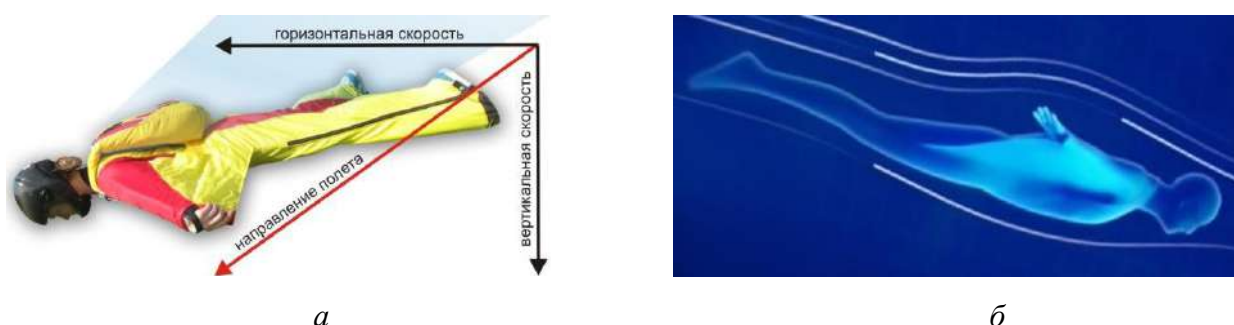 горизонтальная скорость
направление полета
вертикальная скорость
а
б